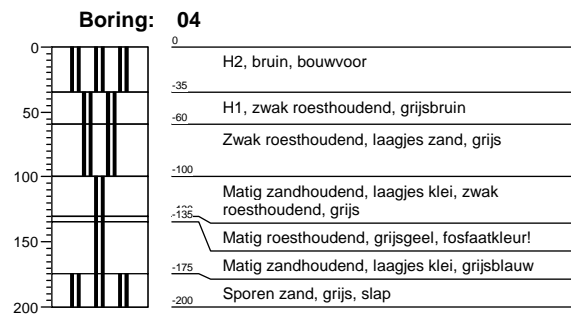 Boring: 04
0
0
H2, bruin, bouwvoor
-35
50
H1, zwak roesthoudend, grijsbruin
-60
Zwak roesthoudend, laagjes zand, grijs
100
-100
Matig zandhoudend, laagjes klei, zwak
roesthoudend, grijs
-135
Matig roesthoudend, grijsgeel, fosfaatkleur!
150
Matig zandhoudend, laagjes klei, grijsblauw
-175
Sporen zand, grijs, slap
200
-200